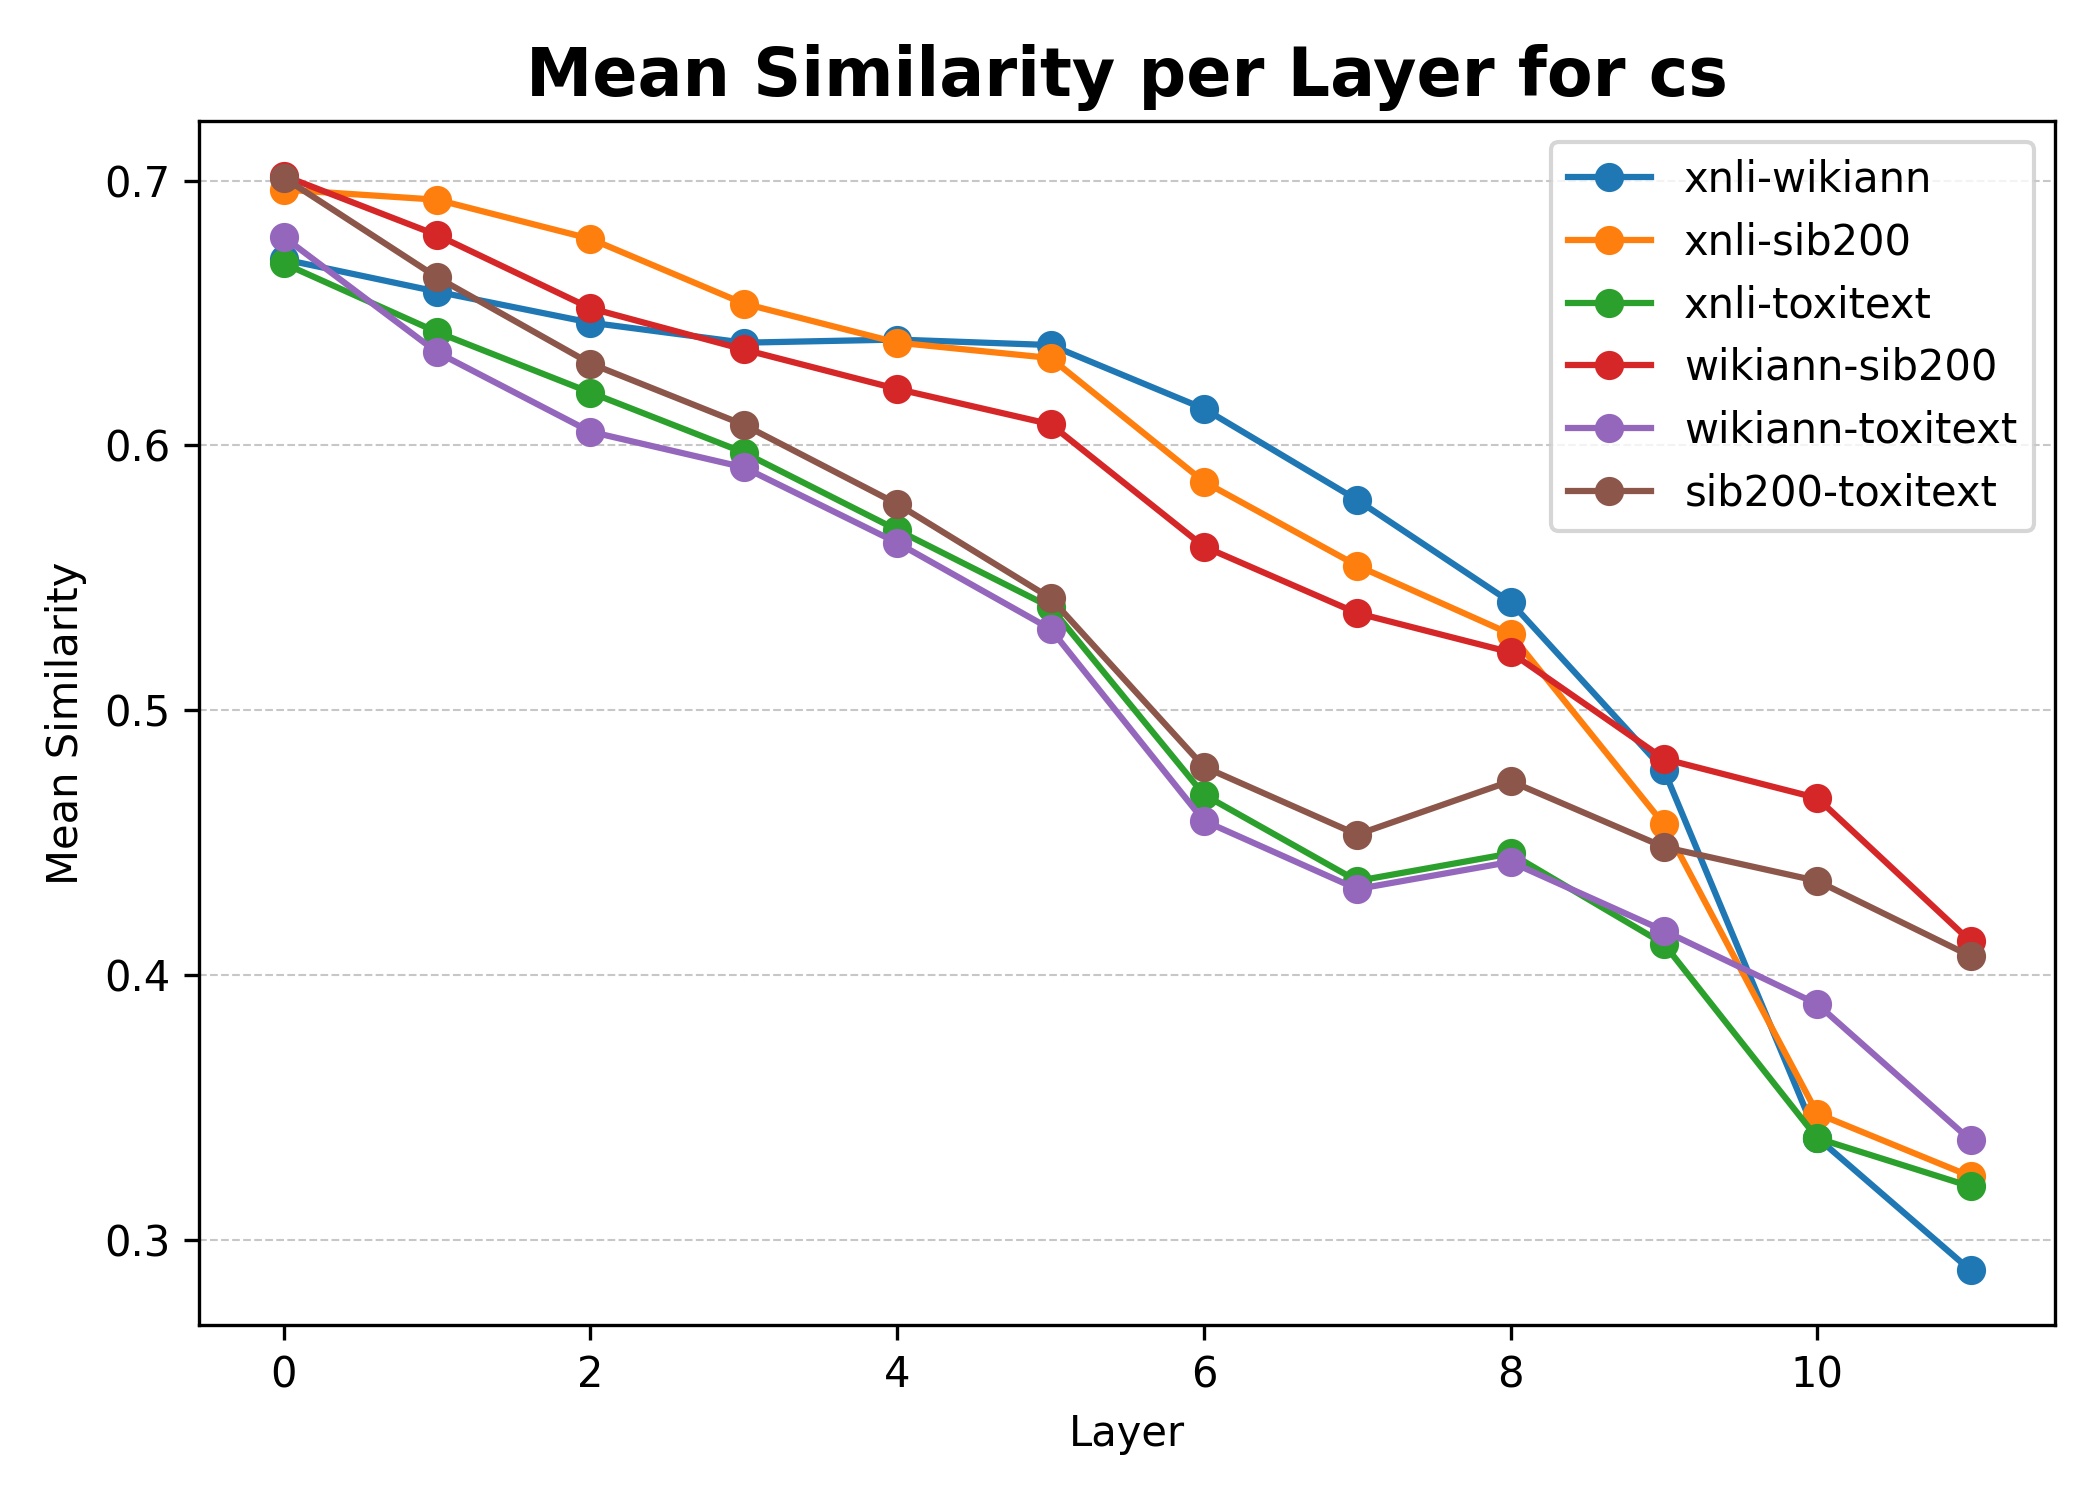 Mean Similarity per Layer for cs
xnli-wikiann
xnli-sib200
xnli-toxitext
wikiann-sib200
wikiann-toxitext
sib200-toxitext
Mean Similarity
0.7
0.6
0.5
0.4
0.3
0 2 4 6 8 10
Layer